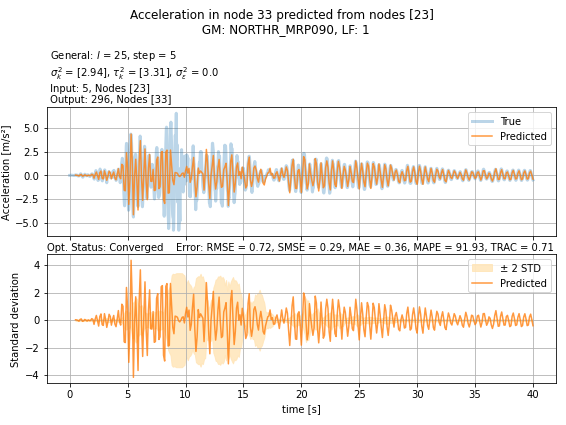 Acceleration in node 33 predicted from nodes [23]
GM: NORTHR_MRP090, LF: 1
General: l = 25, step = 5
σ²ₖ = [2.94], τ²ₖ = [3.31], σ²ε = 0.0
Input: 5, Nodes [23]
Output: 296, Nodes [33]
Acceleration [m/s²]
5.0
2.5
0.0
−2.5
−5.0
True
Predicted
Opt. Status: Converged Error: RMSE = 0.72, SMSE = 0.29, MAE = 0.36, MAPE = 91.93, TRAC = 0.71
Standard deviation
4
2
0
−2
−4
± 2 STD
Predicted
0 5 10 15 20 25 30 35 40
time [s]